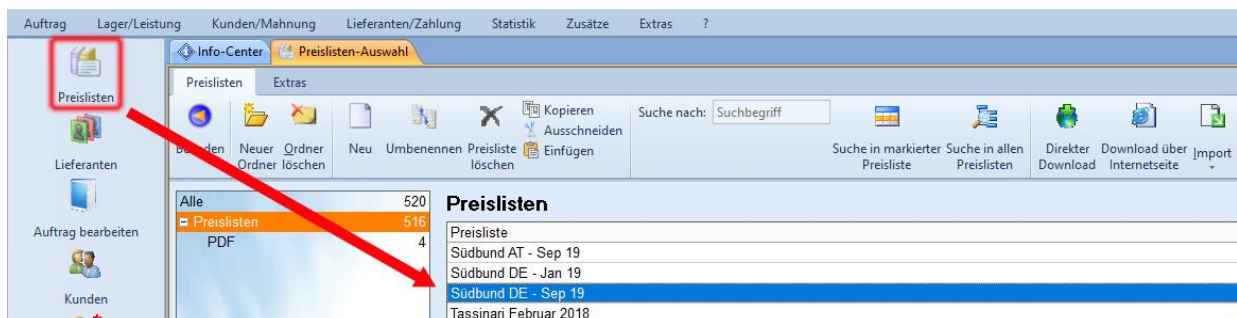 Auftrag Lager/Leistung Kunden/Mahnung Lieferanten/Zahlung Statistik Zusätze Extras ?
Preislisten
Lieferanten
Auftrag bearbeiten
Kunden
Info-Center Preislisten-Auswahl
Preislisten Extras
Neuer Ordner
Ordner löschen
Neu
Umbenennen
Preisliste löschen
Kopieren
Ausschneiden
Einfügen
Suche nach: Suchbegriff
Suche in markierter Preisliste
Suche in allen Preislisten
Direkter Download
Download über Internetseite
Import
Alle 520
Preislisten 516
PDF 4
Preislisten
Preisliste
Südbund AT - Sep 19
Südbund DE - Jan 19
Südbund DE - Sep 19
Tassinari Februar 2018